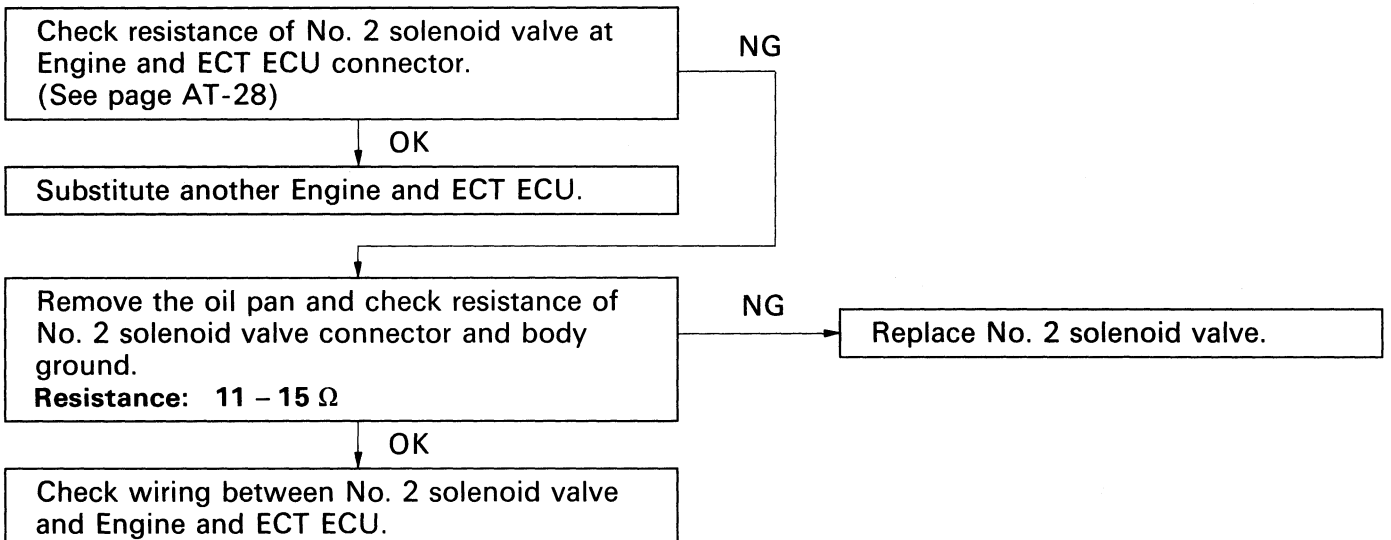 Check resistance of No. 2 solenoid valve at
Engine and ECT ECU connector.
(See page AT-28)
NG
OK
Substitute another Engine and ECT ECU.
Remove the oil pan and check resistance of
No. 2 solenoid valve connector and body
ground.
Resistance: 11 – 15 Ω
NG
Replace No. 2 solenoid valve.
OK
Check wiring between No. 2 solenoid valve
and Engine and ECT ECU.